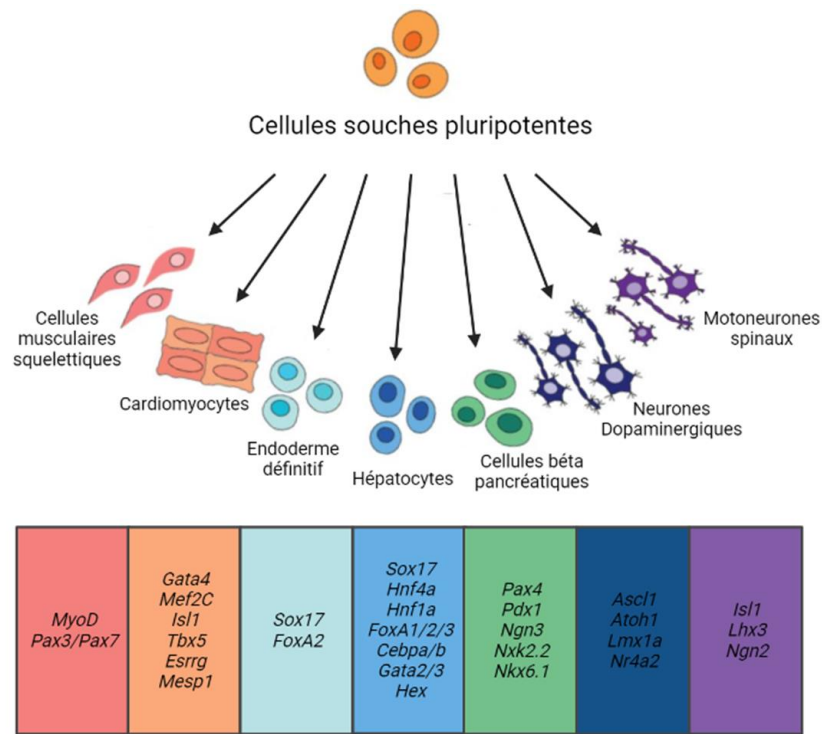 Cellules souches pluripotentes
Cellules
musculaires
squelettiques
Cardiomyocytes
Endoderme
définitif
Hépatocytes
Cellules béta
pancréatiques
Neurones
Dopaminergiques
Motoneurones
spinaux
MyoD
Pax3/Pax7
Gata4
Mef2C
Isl1
Tbx5
Esrrg
Mesp1
Sox17
FoxA2
Sox17
Hnf4a
Hnf1a
FoxA1/2/3
Cebpa/b
Gata2/3
Hex
Pax4
Pdx1
Ngn3
Nxk2.2
Nkx6.1
Ascl1
Atoh1
Lmx1a
Nr4a2
Isl1
Lhx3
Ngn2